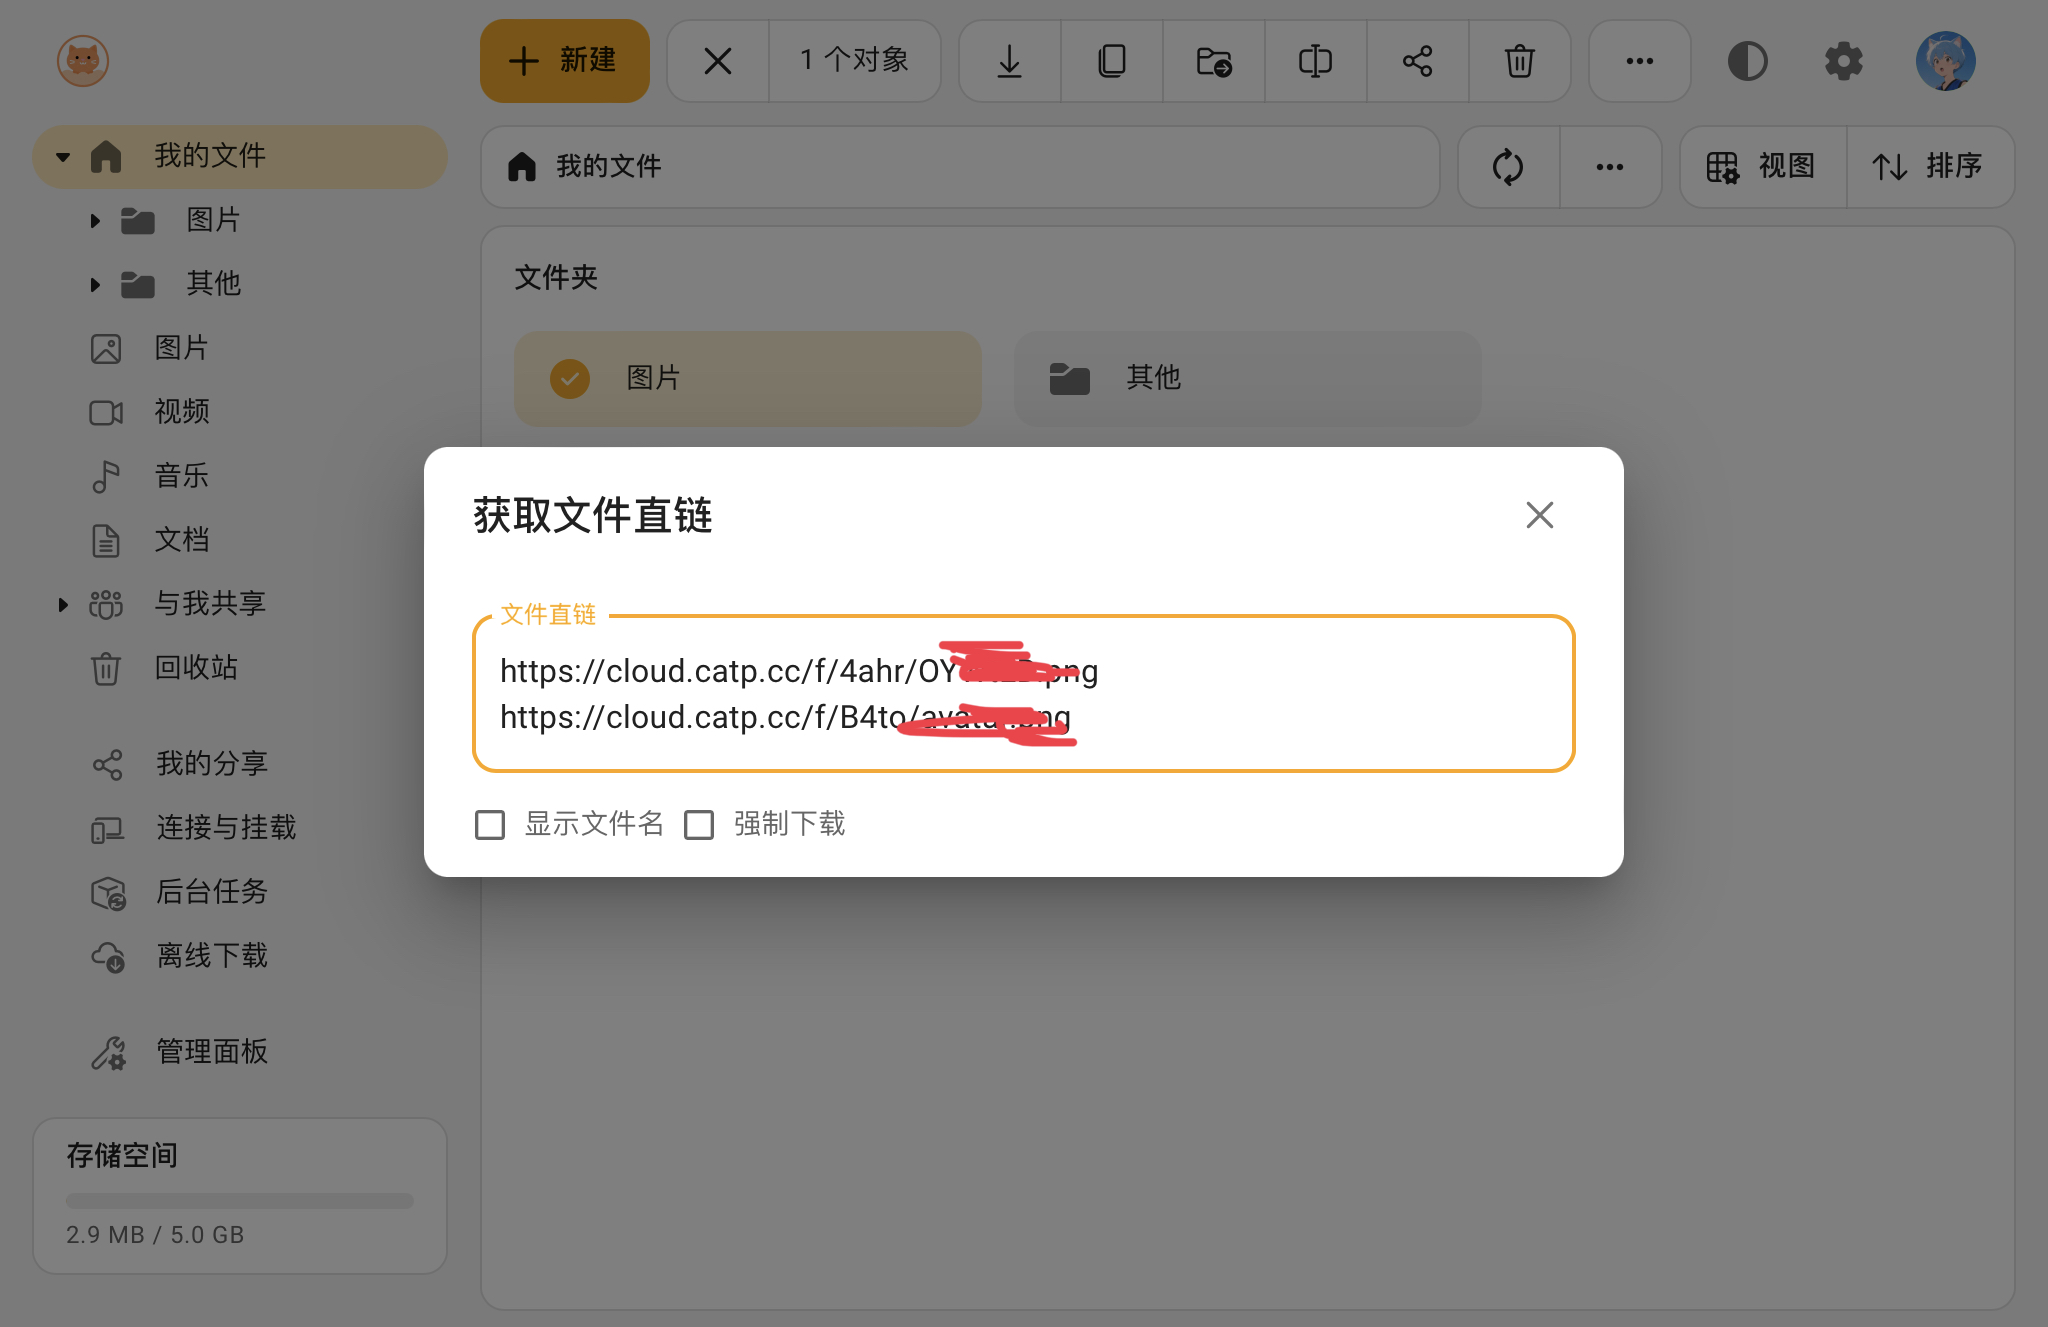 新建
1 个对象
我的文件
图片
其他
图片
视频
音乐
文档
与我共享
回收站
我的分享
连接与挂载
后台任务
离线下载
管理面板
存储空间
2.9 MB / 5.0 GB
我的文件
视图
排序
文件夹
图片
其他
获取文件直链
文件直链
https://cloud.catp.cc/f/4ahr/OY
https://cloud.catp.cc/f/B4to/
显示文件名
强制下载